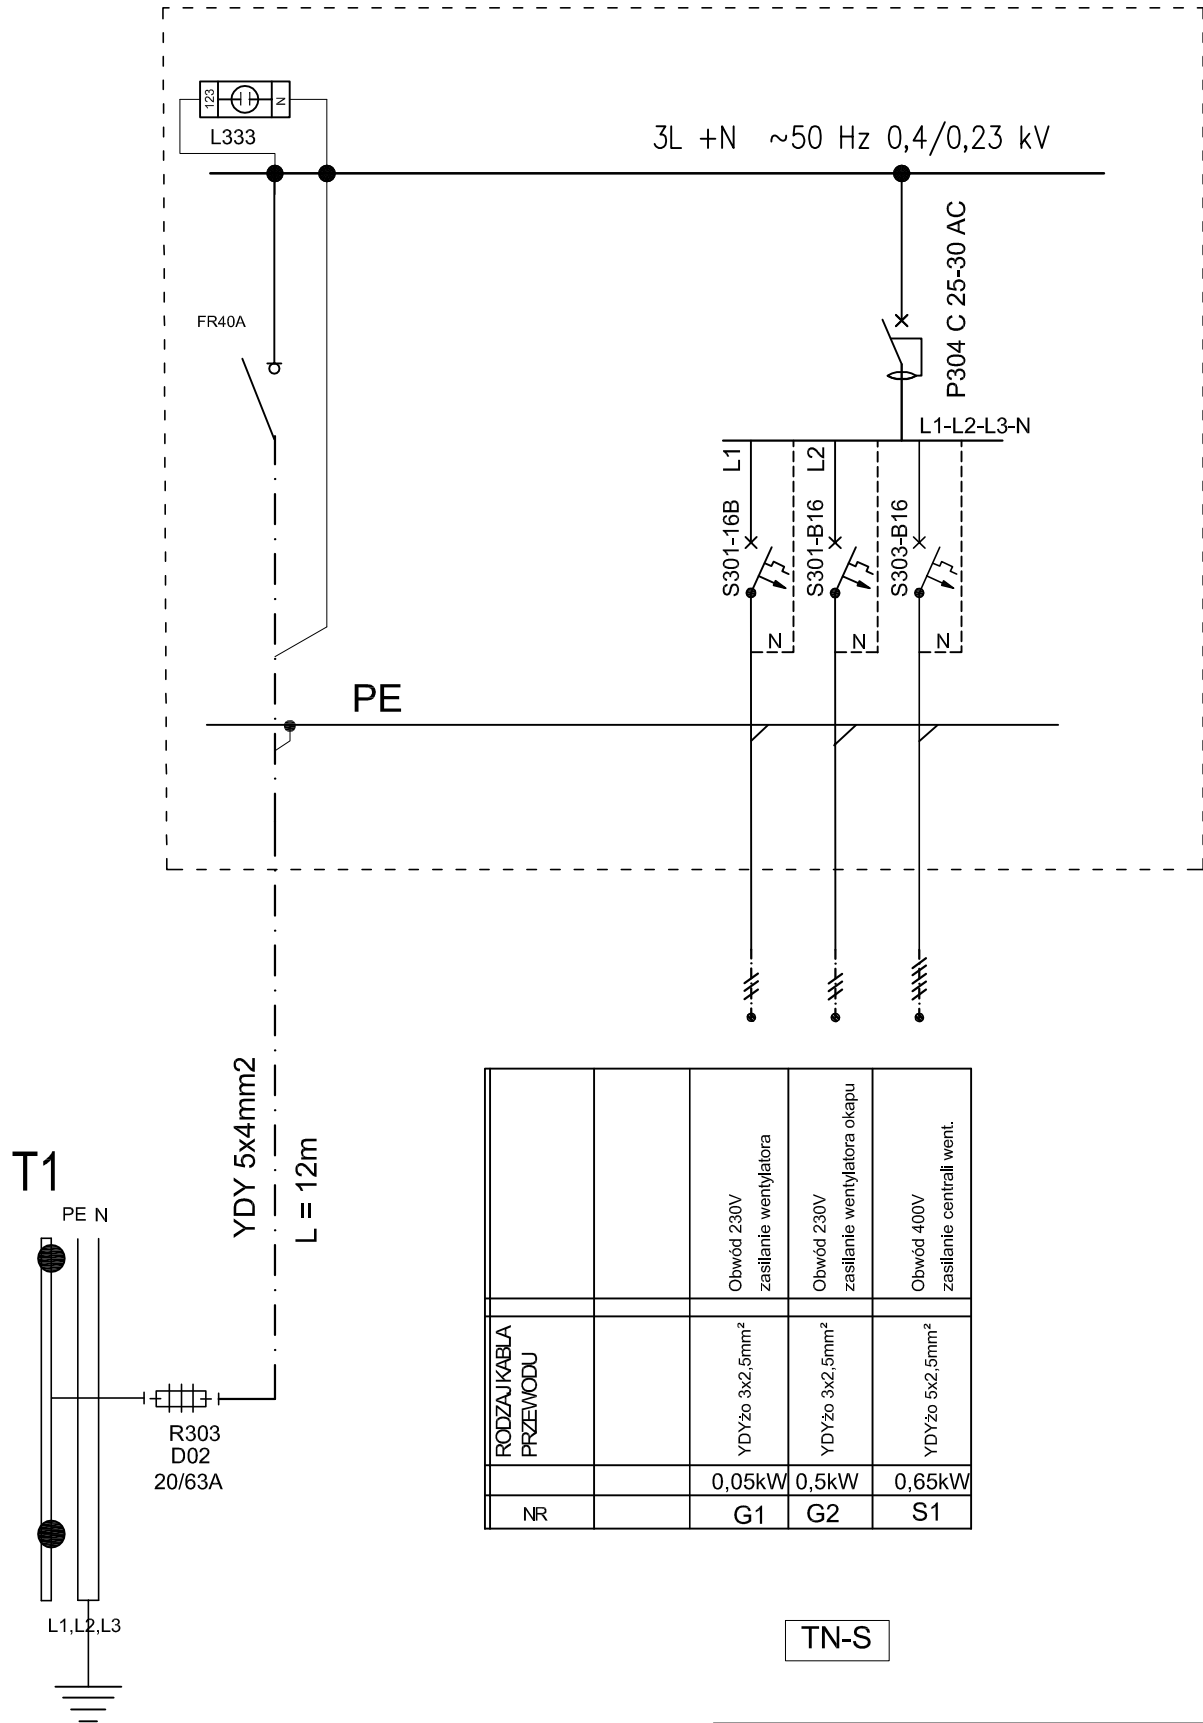 123
N
L333
3L +N ~50 Hz 0,4/0,23 kV
FR40A
P304 C 25-30 AC
L1-L2-L3-N
L1
L2
S301-16B
S301-B16
S303-B16
N
N
N
PE
YDY 5x4mm2
L = 12m
T1
PE N
R303
D02
20/63A
L1,L2,L3
Obwód 230V
zasilanie wentylatora
Obwód 230V
zasilanie wentylatora okapu
Obwód 400V
zasilanie centrali went.
RODZAJ KABLA
PRZEWODU
YDYżo 3x2,5mm²
YDYżo 3x2,5mm²
YDYżo 5x2,5mm²
0,05kW 0,5kW 0,65kW
NR G1 G2 S1
TN-S